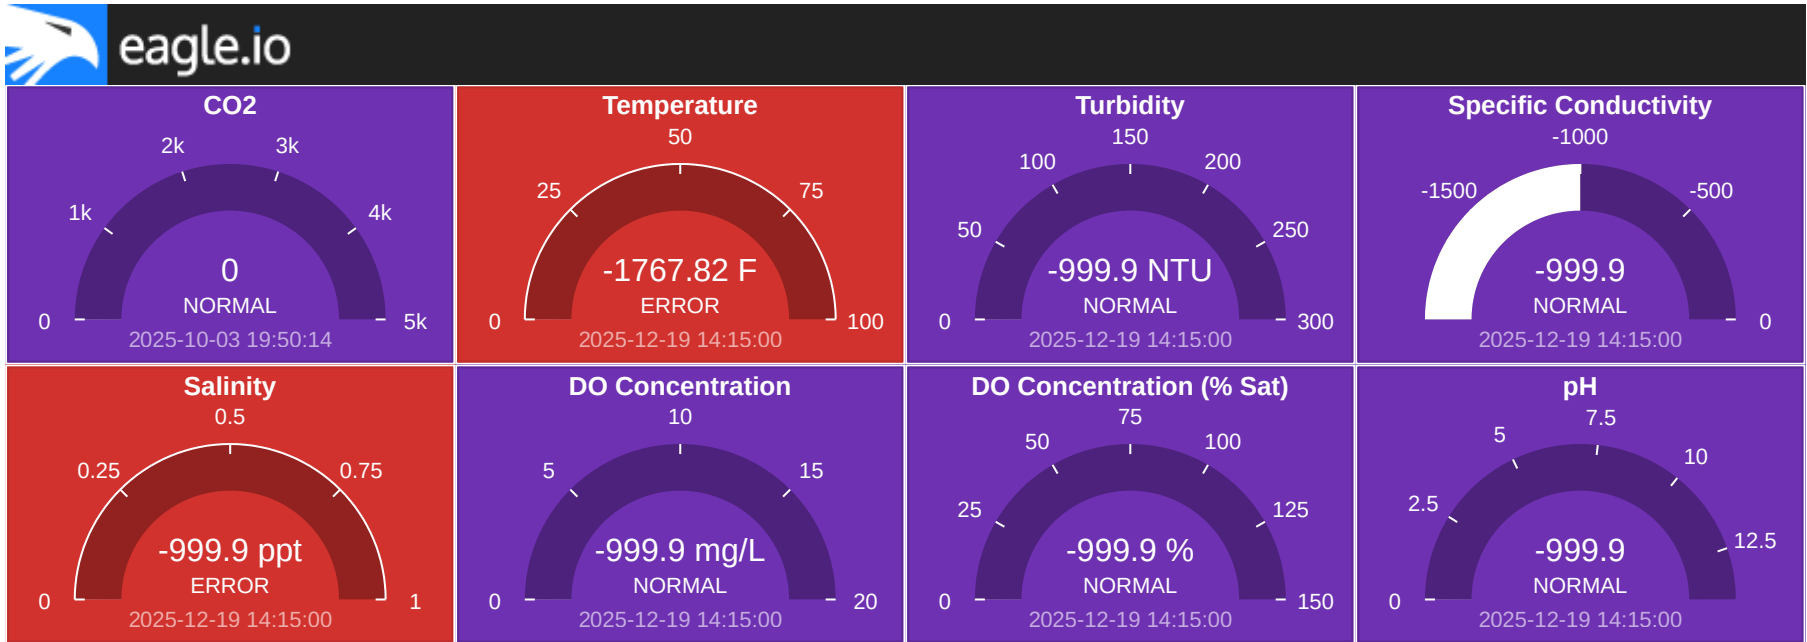 eagle.io
CO2
2k 3k
1k 4k
0
NORMAL
0 5k
2025-10-03 19:50:14
Temperature
50
25 75
-1767.82 F
ERROR
0 100
2025-12-19 14:15:00
Turbidity
150
100 200
50 250
-999.9 NTU
NORMAL
0 300
2025-12-19 14:15:00
Specific Conductivity
-1000
-1500 -500
-999.9
NORMAL
0
2025-12-19 14:15:00
Salinity
0.5
0.25 0.75
-999.9 ppt
ERROR
0 1
2025-12-19 14:15:00
DO Concentration
10
5 15
-999.9 mg/L
NORMAL
0 20
2025-12-19 14:15:00
DO Concentration (% Sat)
75
50 100
25 125
-999.9 %
NORMAL
0 150
2025-12-19 14:15:00
pH
7.5
5 10
2.5 12.5
-999.9
NORMAL
0
2025-12-19 14:15:00